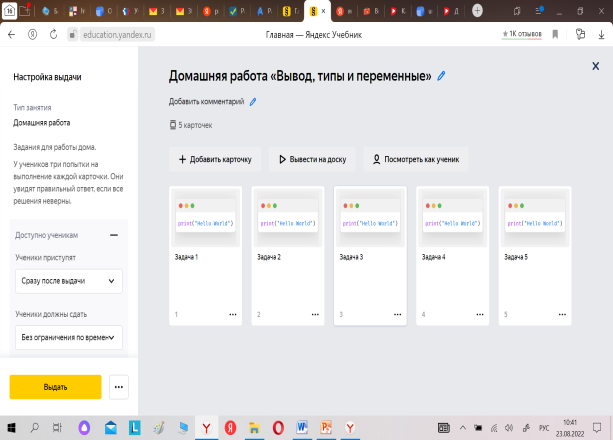 education.yandex.ru
Главная — Яндекс Учебник
★ 1K отзывов
Настройка выдачи
Тип занятия
Домашняя работа
Задания для работы дома.
У учеников три попытки на
выполнение каждой карточки. Они
увидят правильный ответ, если все
решения неверны.
Доступно ученикам
Ученики приступят
Сразу после выдачи
Ученики должны сдать
Без ограничения по времен
Выдать
Домашняя работа «Вывод, типы и переменные»
Добавить комментарий
5 карточек
+ Добавить карточку
Вывести на доску
Посмотреть как ученик
print("Hello World")
Задача 1
1
print("Hello World")
Задача 2
2
print("Hello World")
Задача 3
3
print("Hello World")
Задача 4
4
print("Hello World")
Задача 5
5
РУС
10:41
23.08.2022